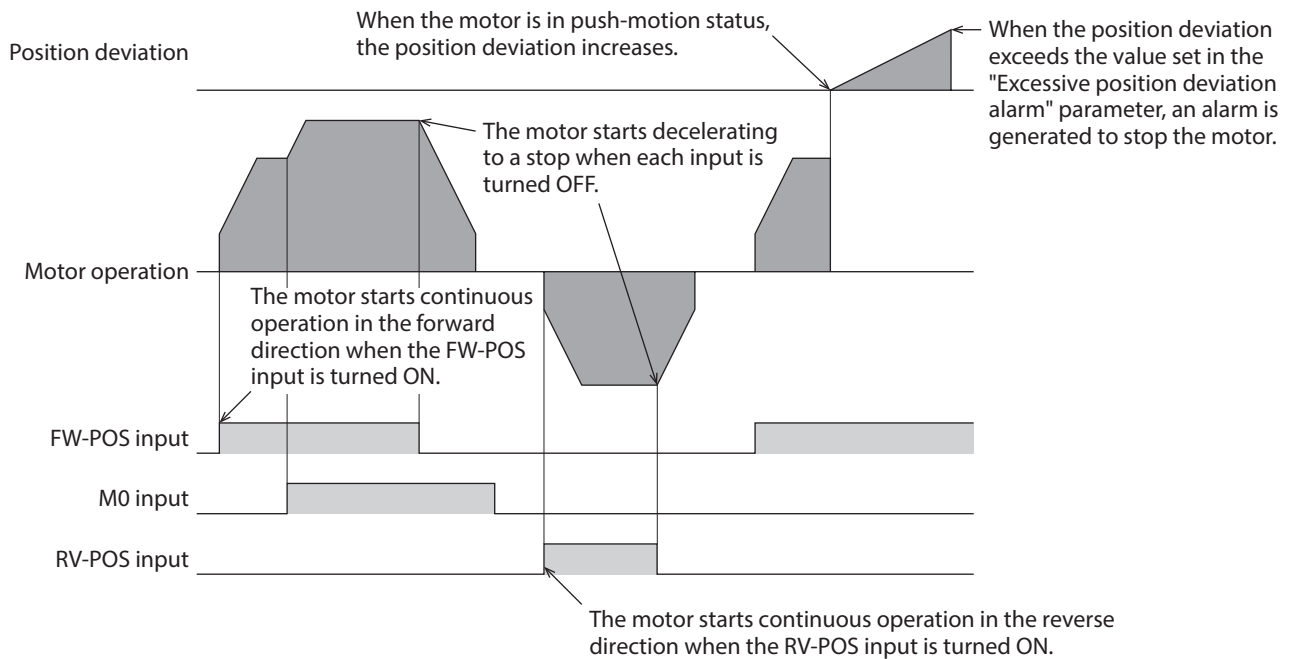 When the motor is in push-motion status,
the position deviation increases.
Position deviation
When the position deviation
exceeds the value set in the
"Excessive position deviation
alarm" parameter, an alarm is
generated to stop the motor.
The motor starts decelerating
to a stop when each input is
turned OFF.
Motor operation
The motor starts continuous
operation in the forward
direction when the FW-POS
input is turned ON.
FW-POS input
M0 input
RV-POS input
The motor starts continuous operation in the reverse
direction when the RV-POS input is turned ON.